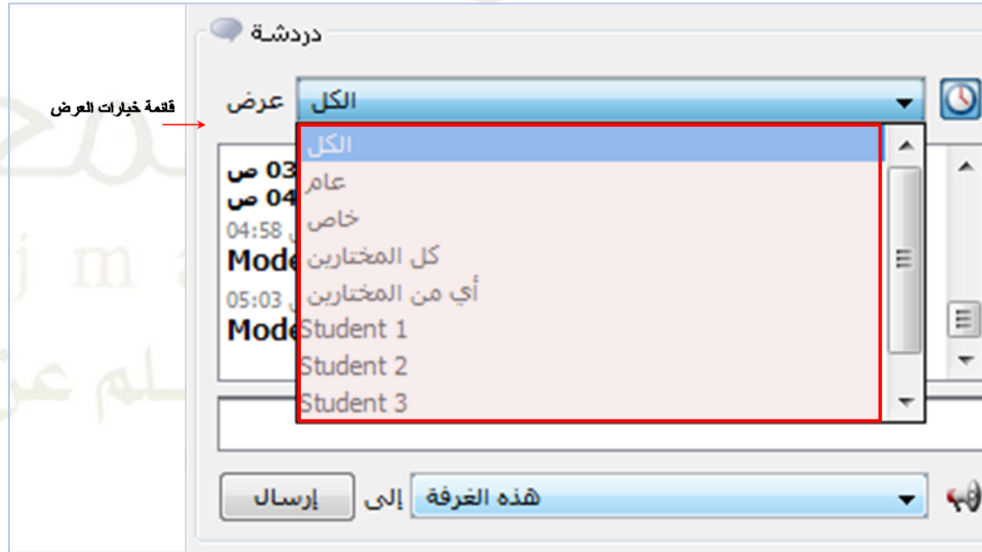 دردشة
عرض
الكل
قائمة خيارات العرض
الكل
عام
خاص
كل المختارين
أي من المختارين
Student 1
Student 2
Student 3
03 ص
04 ص
04:58
Mode
05:03
Mode
إرسال
إلى
هذه الغرفة
j m